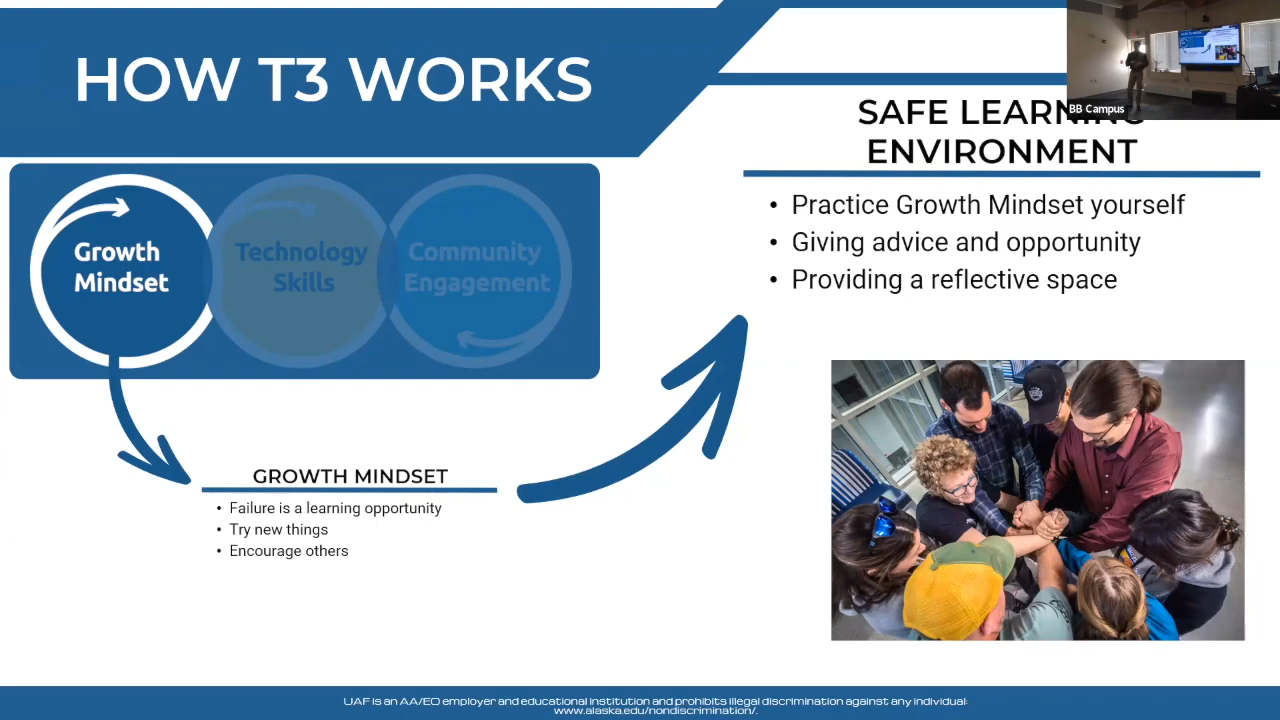 HOW T3 WORKS
BB Campus
SAFE LEARNING
ENVIRONMENT
• Practice Growth Mindset yourself
• Giving advice and opportunity
• Providing a reflective space
Growth
Mindset
Technology
Skills
Community
Engagement
GROWTH MINDSET
• Failure is a learning opportunity
• Try new things
• Encourage others
UAF is an AA/EO employer and educational institution and prohibits illegal discrimination against any individual:
www.alaska.edu/nondiscrimination/.